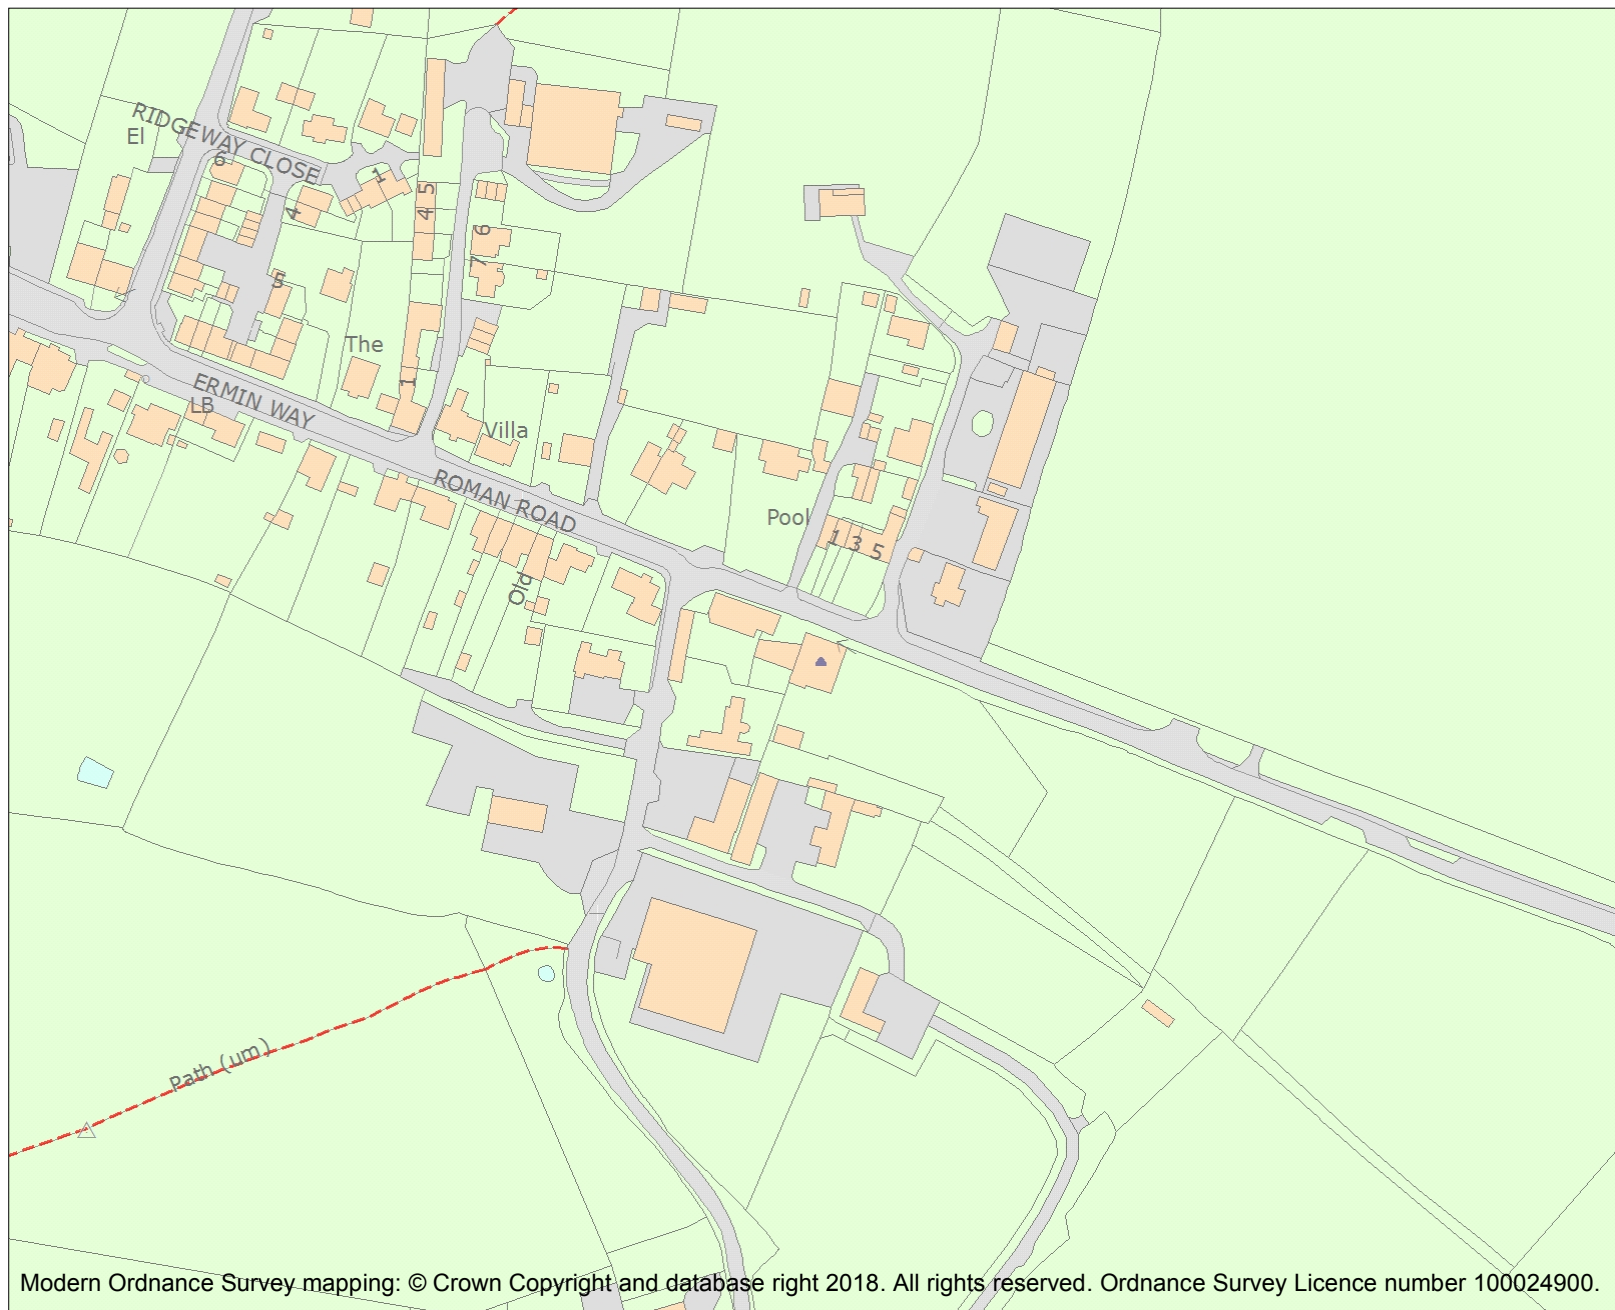 RIDGEWAY CLOSE
El
6
1
4
5
4
5
6
7
The
1
ERMIN WAY
LB
Villa
ROMAN ROAD
Pool
1 3 5
Old
Path (um)
Modern Ordnance Survey mapping: © Crown Copyright and database right 2018. All rights reserved. Ordnance Survey Licence number 100024900.